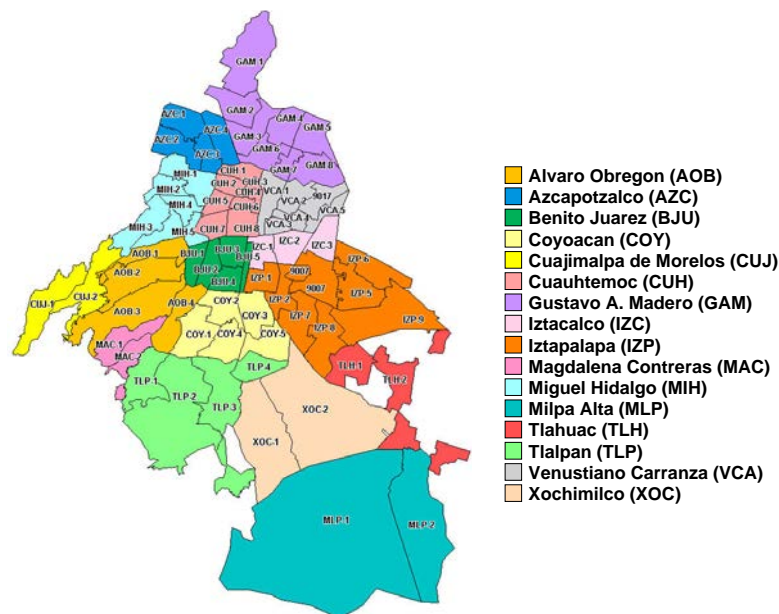 GAM-1
GAM-2
GAM-4
GAM-5
GAM-3
GAM-6
GAM-7
GAM-8
AZC-1
AZC-4
AZC-2
AZC-3
MIH-1
MIH-2
MIH-4
MIH-3
MIH-5
CUH-1
CUH-2
CUH-3
CUH-4
CUH-5
CUH-6
CUH-7
CUH-8
VCA-1
VCA-2
9017
VCA-3
VCA-4
VCA-5
IZC-1
IZC-2
IZC-3
BJU-1
BJU-3
BJU-5
BJU-2
BJU-4
AOB-1
AOB-2
AOB-3
AOB-4
CUJ-1
CUJ-2
IZP-1
9007
IZP-6
IZP-2
9007
IZP-5
IZP-7
IZP-8
IZP-9
COY-2
COY-3
COY-1
COY-4
COY-5
MAC-1
MAC-2
TLP-1
TLP-2
TLP-3
TLP-4
TLH-1
TLH-2
XOC-2
XOC-1
MLP-1
MLP-2
Alvaro Obregon (AOB)
Azcapotzalco (AZC)
Benito Juarez (BJU)
Coyoacan (COY)
Cuajimalpa de Morelos (CUJ)
Cuauhtemoc (CUH)
Gustavo A. Madero (GAM)
Iztacalco (IZC)
Iztapalapa (IZP)
Magdalena Contreras (MAC)
Miguel Hidalgo (MIH)
Milpa Alta (MLP)
Tlahuac (TLH)
Tlalpan (TLP)
Venustiano Carranza (VCA)
Xochimilco (XOC)